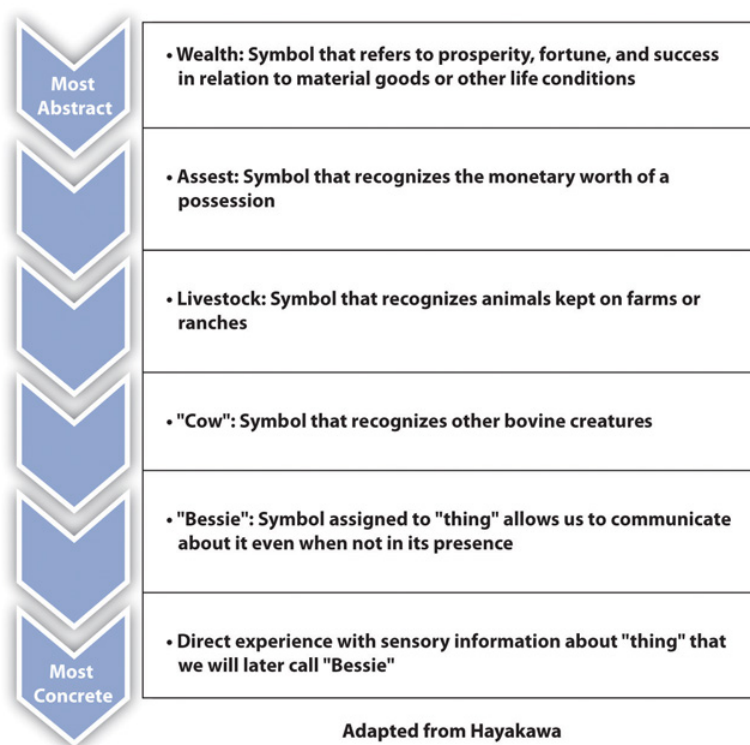 Most
Abstract
• Wealth: Symbol that refers to prosperity, fortune, and success
in relation to material goods or other life conditions
• Assest: Symbol that recognizes the monetary worth of a
possession
• Livestock: Symbol that recognizes animals kept on farms or
ranches
• "Cow": Symbol that recognizes other bovine creatures
• "Bessie": Symbol assigned to "thing" allows us to communicate
about it even when not in its presence
Most
Concrete
• Direct experience with sensory information about "thing" that
we will later call "Bessie"
Adapted from Hayakawa